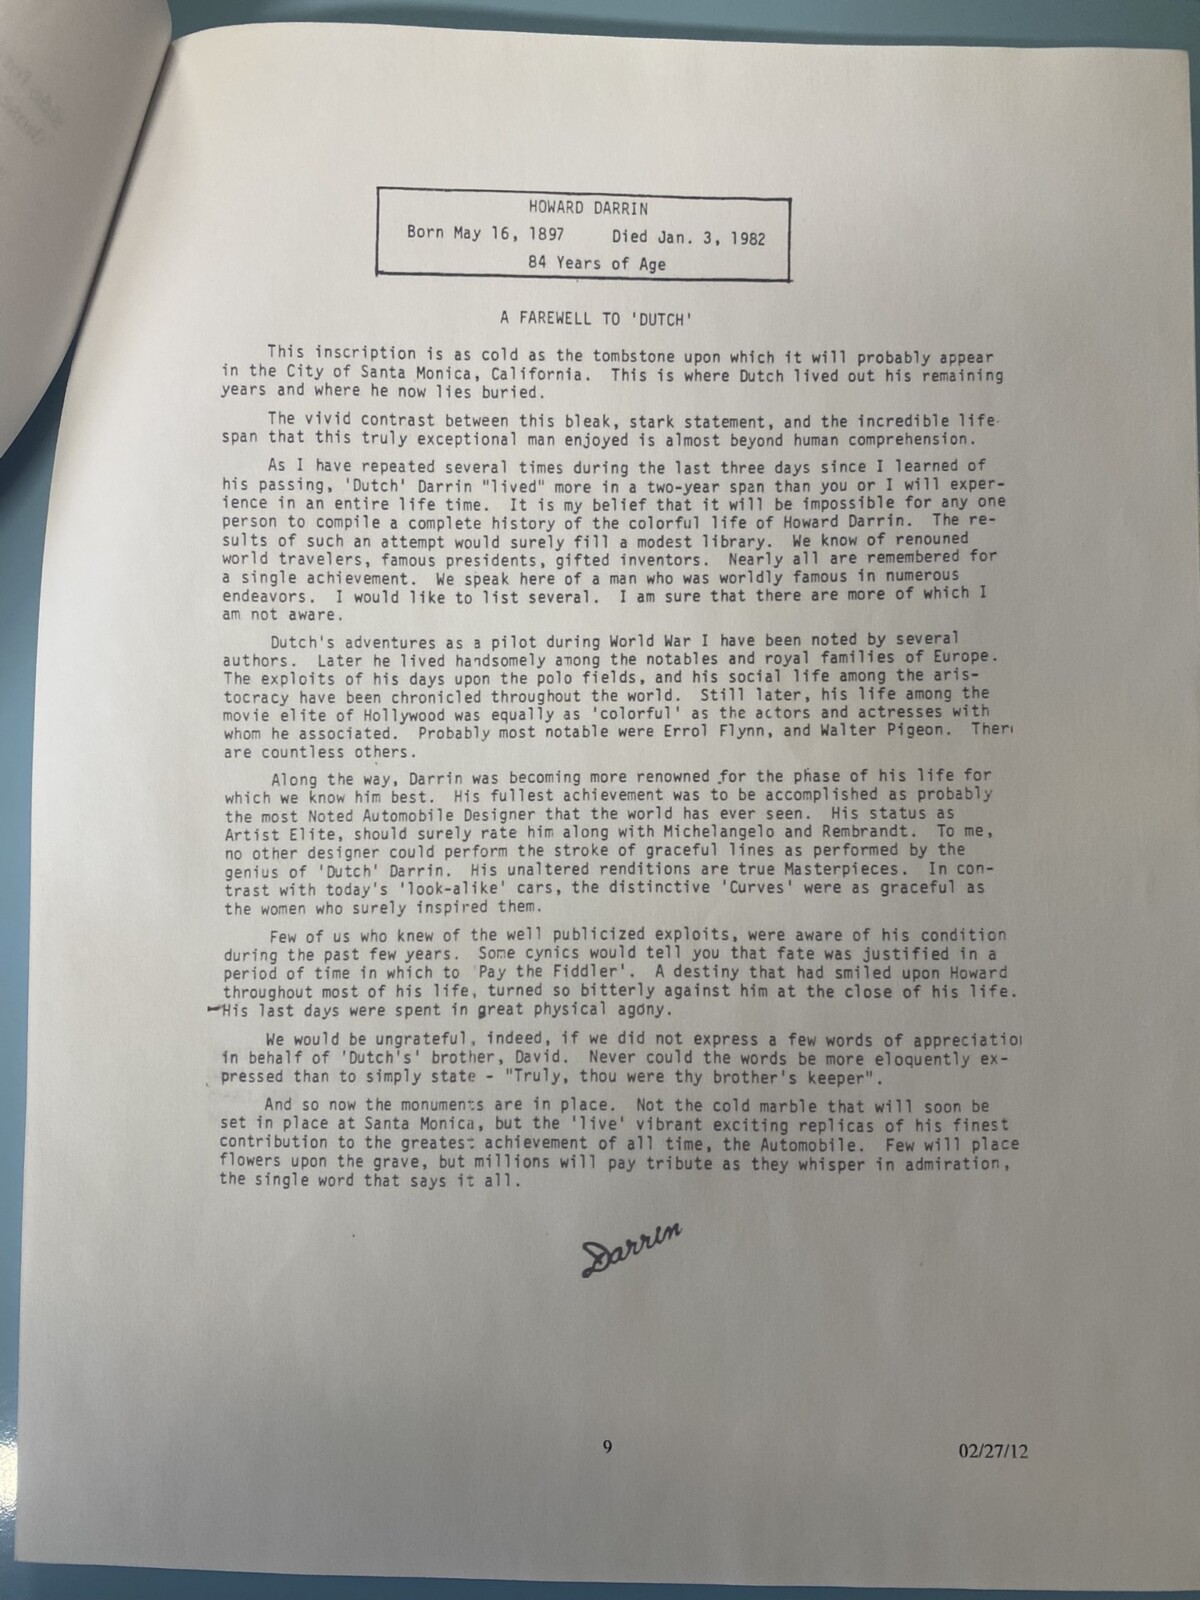 HOWARD DARRIN
Born May 16, 1897 Died Jan. 3, 1982
84 Years of Age
A FAREWELL TO 'DUTCH'
This inscription is as cold as the tombstone upon which it will probably appear
in the City of Santa Monica, California. This is where Dutch lived out his remaining
years and where he now lies buried.
The vivid contrast between this bleak, stark statement, and the incredible life
span that this truly exceptional man enjoyed is almost beyond human comprehension.
As I have repeated several times during the last three days since I learned of
his passing, 'Dutch' Darrin "lived" more in a two-year span than you or I will exper-
ience in an entire life time. It is my belief that it will be impossible for any one
person to compile a complete history of the colorful life of Howard Darrin. The re-
sults of such an attempt would surely fill a modest library. We know of renouned
world travelers, famous presidents, gifted inventors. Nearly all are remembered for
a single achievement. We speak here of a man who was worldly famous in numerous
endeavors. I would like to list several. I am sure that there are more of which I
am not aware.
Dutch's adventures as a pilot during World War I have been noted by several
authors. Later he lived handsomely among the notables and royal families of Europe.
The exploits of his days upon the polo fields, and his social life among the aris-
tocracy have been chronicled throughout the world. Still later, his life among the
movie elite of Hollywood was equally as 'colorful' as the actors and actresses with
whom he associated. Probably most notable were Errol Flynn, and Walter Pigeon. Ther
are countless others.
Along the way, Darrin was becoming more renowned for the phase of his life for
which we know him best. His fullest achievement was to be accomplished as probably
the most Noted Automobile Designer that the world has ever seen. His status as
Artist Elite, should surely rate him along with Michelangelo and Rembrandt. To me,
no other designer could perform the stroke of graceful lines as performed by the
genius of 'Dutch' Darrin. His unaltered renditions are true Masterpieces. In con-
trast with today's 'look-alike' cars, the distinctive 'Curves' were as graceful as
the women who surely inspired them.
Few of us who knew of the well publicized exploits, were aware of his condition
during the past few years. Some cynics would tell you that fate was justified in a
period of time in which to 'Pay the Fiddler'. A destiny that had smiled upon Howard
throughout most of his life, turned so bitterly against him at the close of his life.
His last days were spent in great physical agony.
We would be ungrateful, indeed, if we did not express a few words of appreciatio
in behalf of 'Dutch's' brother, David. Never could the words be more eloquently ex-
pressed than to simply state - "Truly, thou were thy brother's keeper".
And so now the monuments are in place. Not the cold marble that will soon be
set in place at Santa Monica, but the 'live' vibrant exciting replicas of his finest
contribution to the greatest achievement of all time, the Automobile. Few will place
flowers upon the grave, but millions will pay tribute as they whisper in admiration,
the single word that says it all.
Darrin
9
02/27/12